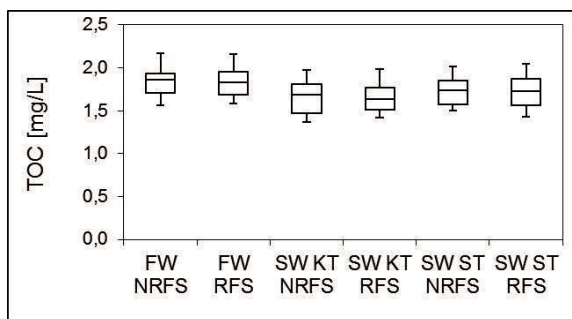 2,5
2,0
1,5
1,0
0,5
0,0
TOC [mg/L]
FW NRFS
FW RFS
SW KT NRFS
SW KT RFS
SW ST NRFS
SW ST RFS